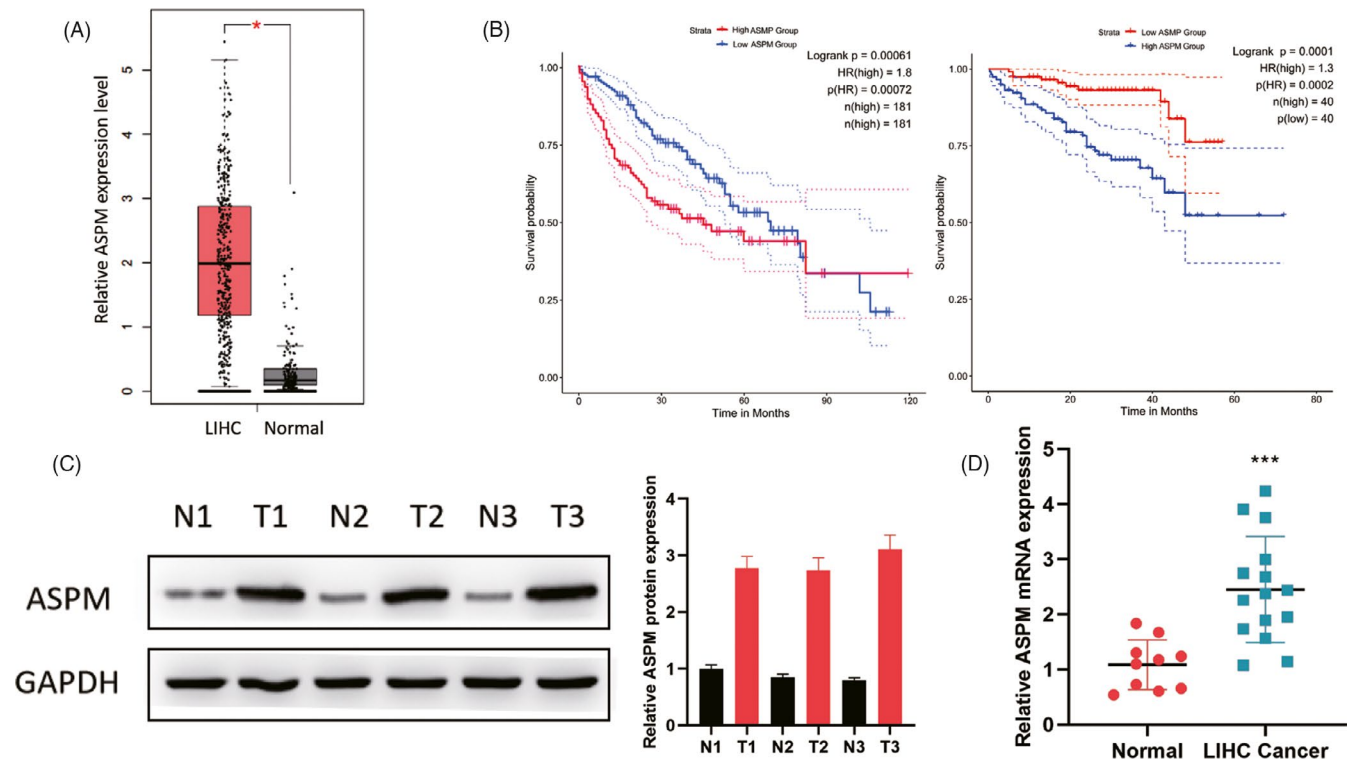 (A)
*
Relative ASPM expression level
5
4
3
2
1
0
LIHC Normal
(B)
Strata High ASMP Group
Low ASPM Group
Logrank p = 0.00061
HR(high) = 1.8
p(HR) = 0.00072
n(high) = 181
n(high) = 181
Survival probability
1.00
0.75
0.50
0.25
0.00
0 30 60 90 120
Time in Months
Strata Low ASMP Group
High ASPM Group
Logrank p = 0.0001
HR(high) = 1.3
p(HR) = 0.0002
n(high) = 40
p(low) = 40
Survival probability
1.00
0.75
0.50
0.25
0.00
0 20 40 60 80
Time in Months
(C)
N1 T1 N2 T2 N3 T3
ASPM
GAPDH
Relative ASPM protein expression
4
3
2
1
0
N1 T1 N2 T2 N3 T3
(D)
Relative ASPM mRNA expression
5
4
3
2
1
0
***
Normal LIHC Cancer